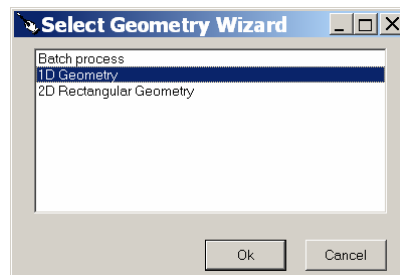 Select Geometry Wizard
Batch process
1D Geometry
2D Rectangular Geometry
Ok Cancel